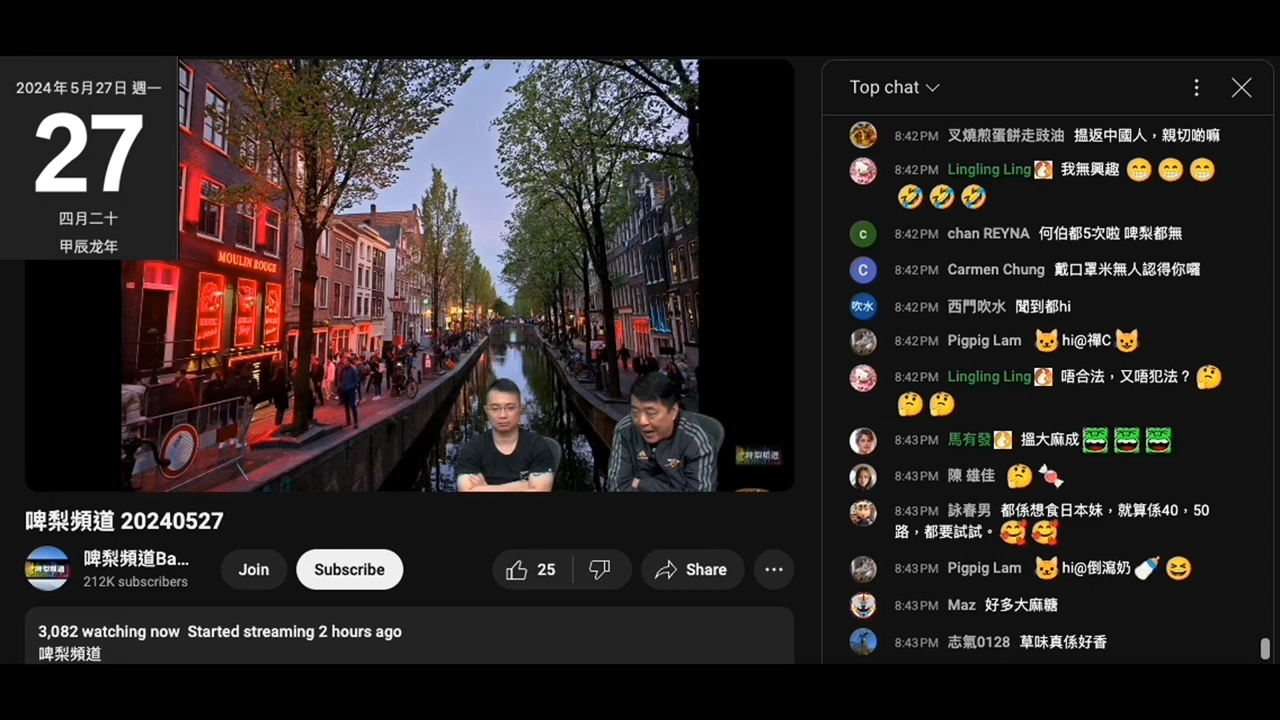 2024年5月27日 週一
27
四月二十
甲辰龙年
MOULIN ROUGE
啤梨頻道
啤梨頻道 20240527
啤梨頻道Ba...
212K subscribers
Join
Subscribe
25
Share
3,082 watching now Started streaming 2 hours ago
啤梨頻道
Top chat
8:42PM 叉燒煎蛋餅走豉油 搵返中國人，親切啲嘛
8:42PM Lingling Ling 我無興趣 😁😁😁
🤣🤣🤣
8:42PM chan REYNA 何伯都5次啦 啤梨都無
8:42PM Carmen Chung 戴口罩米無人認得你囉
吹水
8:42PM 西門吹水 聞到都hi
8:42PM Pigpig Lam 🐱hi@禪C😺
8:42PM Lingling Ling 唔合法，又唔犯法？🤔
🤔🤔
8:43PM 馬有發 搵大麻成
8:43PM 陳 雄佳 🤔🍬
8:43PM 詠春男 都係想食日本妹，就算係40，50
路，都要試試。🥰🥰
8:43PM Pigpig Lam 🐱hi@倒瀉奶🍼😆
8:43PM Maz 好多大麻糖
8:43PM 志氣0128 草味真係好香